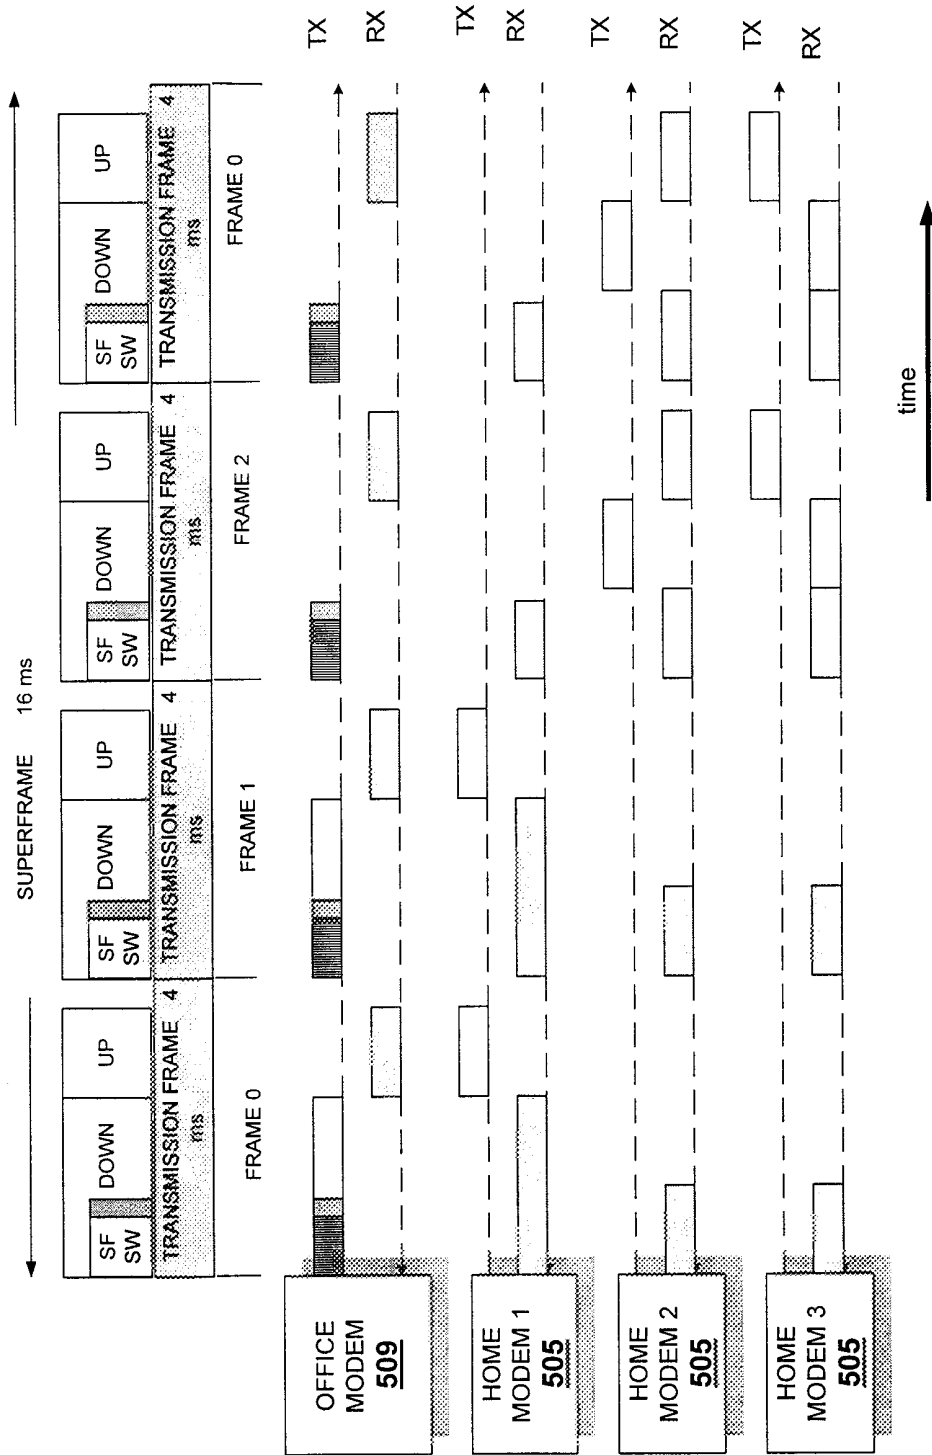 SUPERFRAME 16 ms
SF
SW
DOWN
UP
SF
SW
DOWN
UP
SF
SW
DOWN
UP
SF
SW
DOWN
UP
TRANSMISSION FRAME 4
ms
TRANSMISSION FRAME 4
ms
TRANSMISSION FRAME 4
ms
TRANSMISSION FRAME 4
ms
FRAME 0
FRAME 1
FRAME 2
FRAME 0
OFFICE
MODEM
509
TX
RX
HOME
MODEM 1
505
TX
RX
HOME
MODEM 2
505
TX
RX
HOME
MODEM 3
505
TX
RX
time